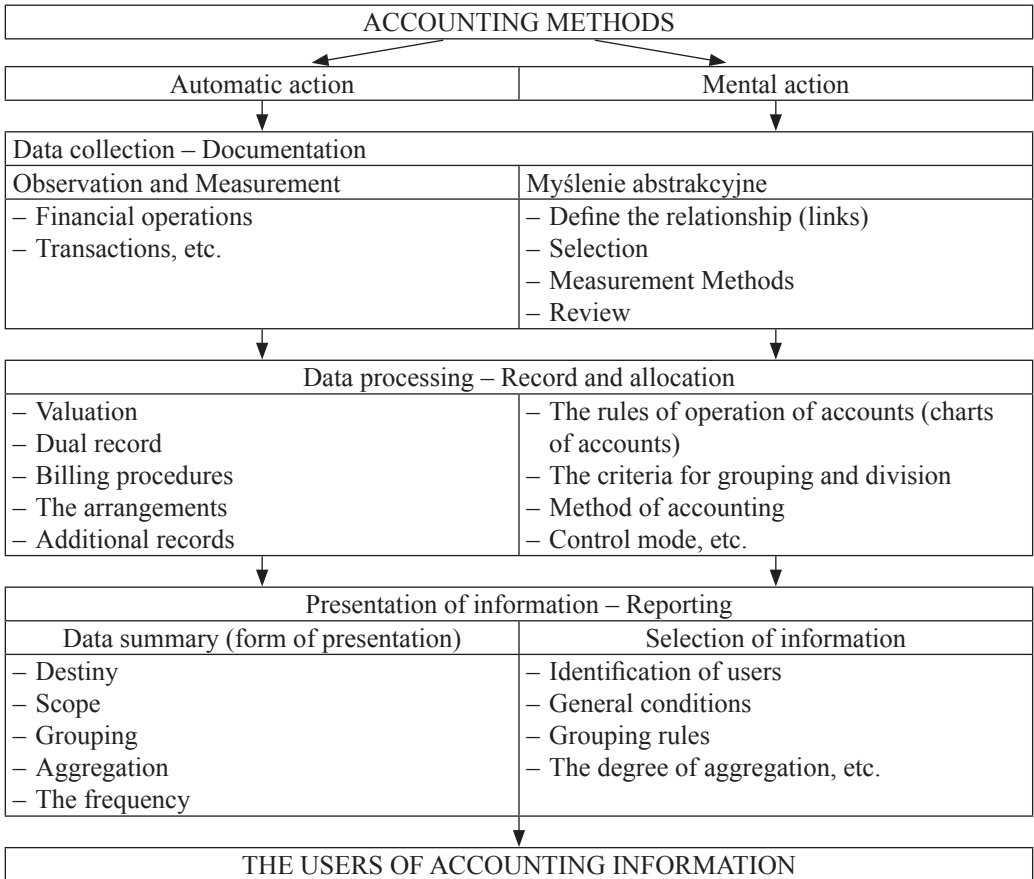 ACCOUNTING METHODS
Automatic action
Mental action
Data collection – Documentation
Observation and Measurement
– Financial operations
– Transactions, etc.
Myślenie abstrakcyjne
– Define the relationship (links)
– Selection
– Measurement Methods
– Review
Data processing – Record and allocation
– Valuation
– Dual record
– Billing procedures
– The arrangements
– Additional records
– The rules of operation of accounts (charts
of accounts)
– The criteria for grouping and division
– Method of accounting
– Control mode, etc.
Presentation of information – Reporting
Data summary (form of presentation)
– Destiny
– Scope
– Grouping
– Aggregation
– The frequency
Selection of information
– Identification of users
– General conditions
– Grouping rules
– The degree of aggregation, etc.
THE USERS OF ACCOUNTING INFORMATION